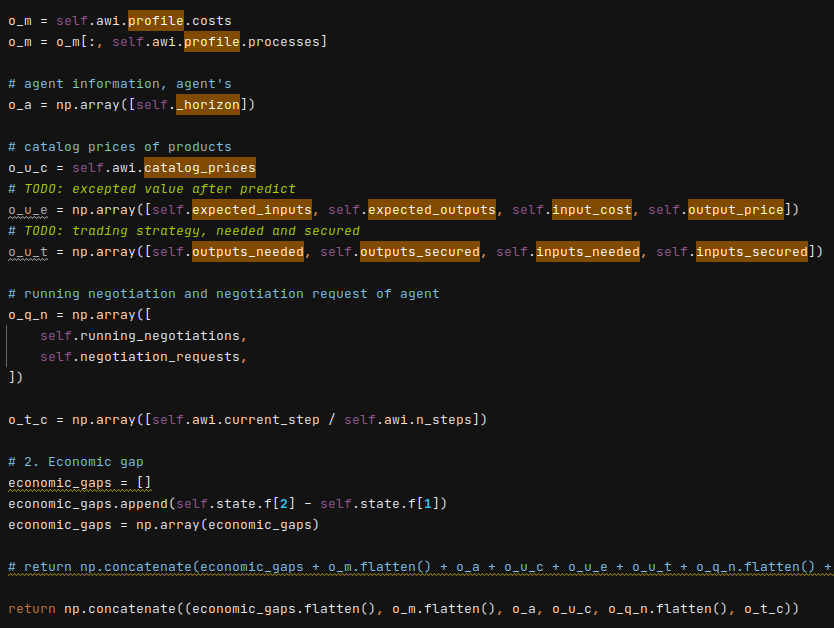 o_m = self.awi.profile.costs
o_m = o_m[:, self.awi.profile.processes]
# agent information, agent's
o_a = np.array([self._horizon])
# catalog prices of products
o_u_c = self.awi.catalog_prices
# TODO: excepted value after predict
o_u_e = np.array([self.expected_inputs, self.expected_outputs, self.input_cost, self.output_price])
# TODO: trading strategy, needed and secured
o_u_t = np.array([self.outputs_needed, self.outputs_secured, self.inputs_needed, self.inputs_secured])
# running negotiation and negotiation request of agent
o_q_n = np.array([
self.running_negotiations,
self.negotiation_requests,
])
o_t_c = np.array([self.awi.current_step / self.awi.n_steps])
# 2. Economic gap
economic_gaps = []
economic_gaps.append(self.state.f[2] - self.state.f[1])
economic_gaps = np.array(economic_gaps)
# return np.concatenate(economic_gaps + o_m.flatten() + o_a + o_u_c + o_u_e + o_u_t + o_q_n.flatten() +
return np.concatenate((economic_gaps.flatten(), o_m.flatten(), o_a, o_u_c, o_q_n.flatten(), o_t_c))